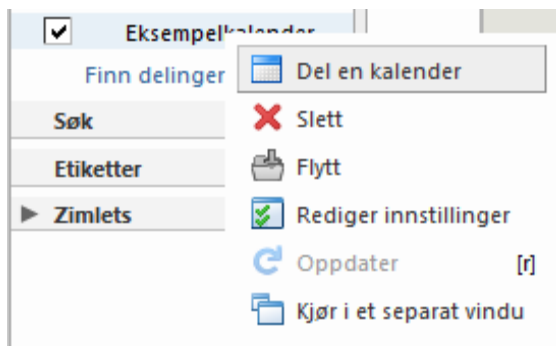 Eksempelkalender
Finn delinger
Del en kalender
Søk
Slett
Etiketter
Flytt
Zimlets
Rediger innstillinger
Oppdater [r]
Kjør i et separat vindu